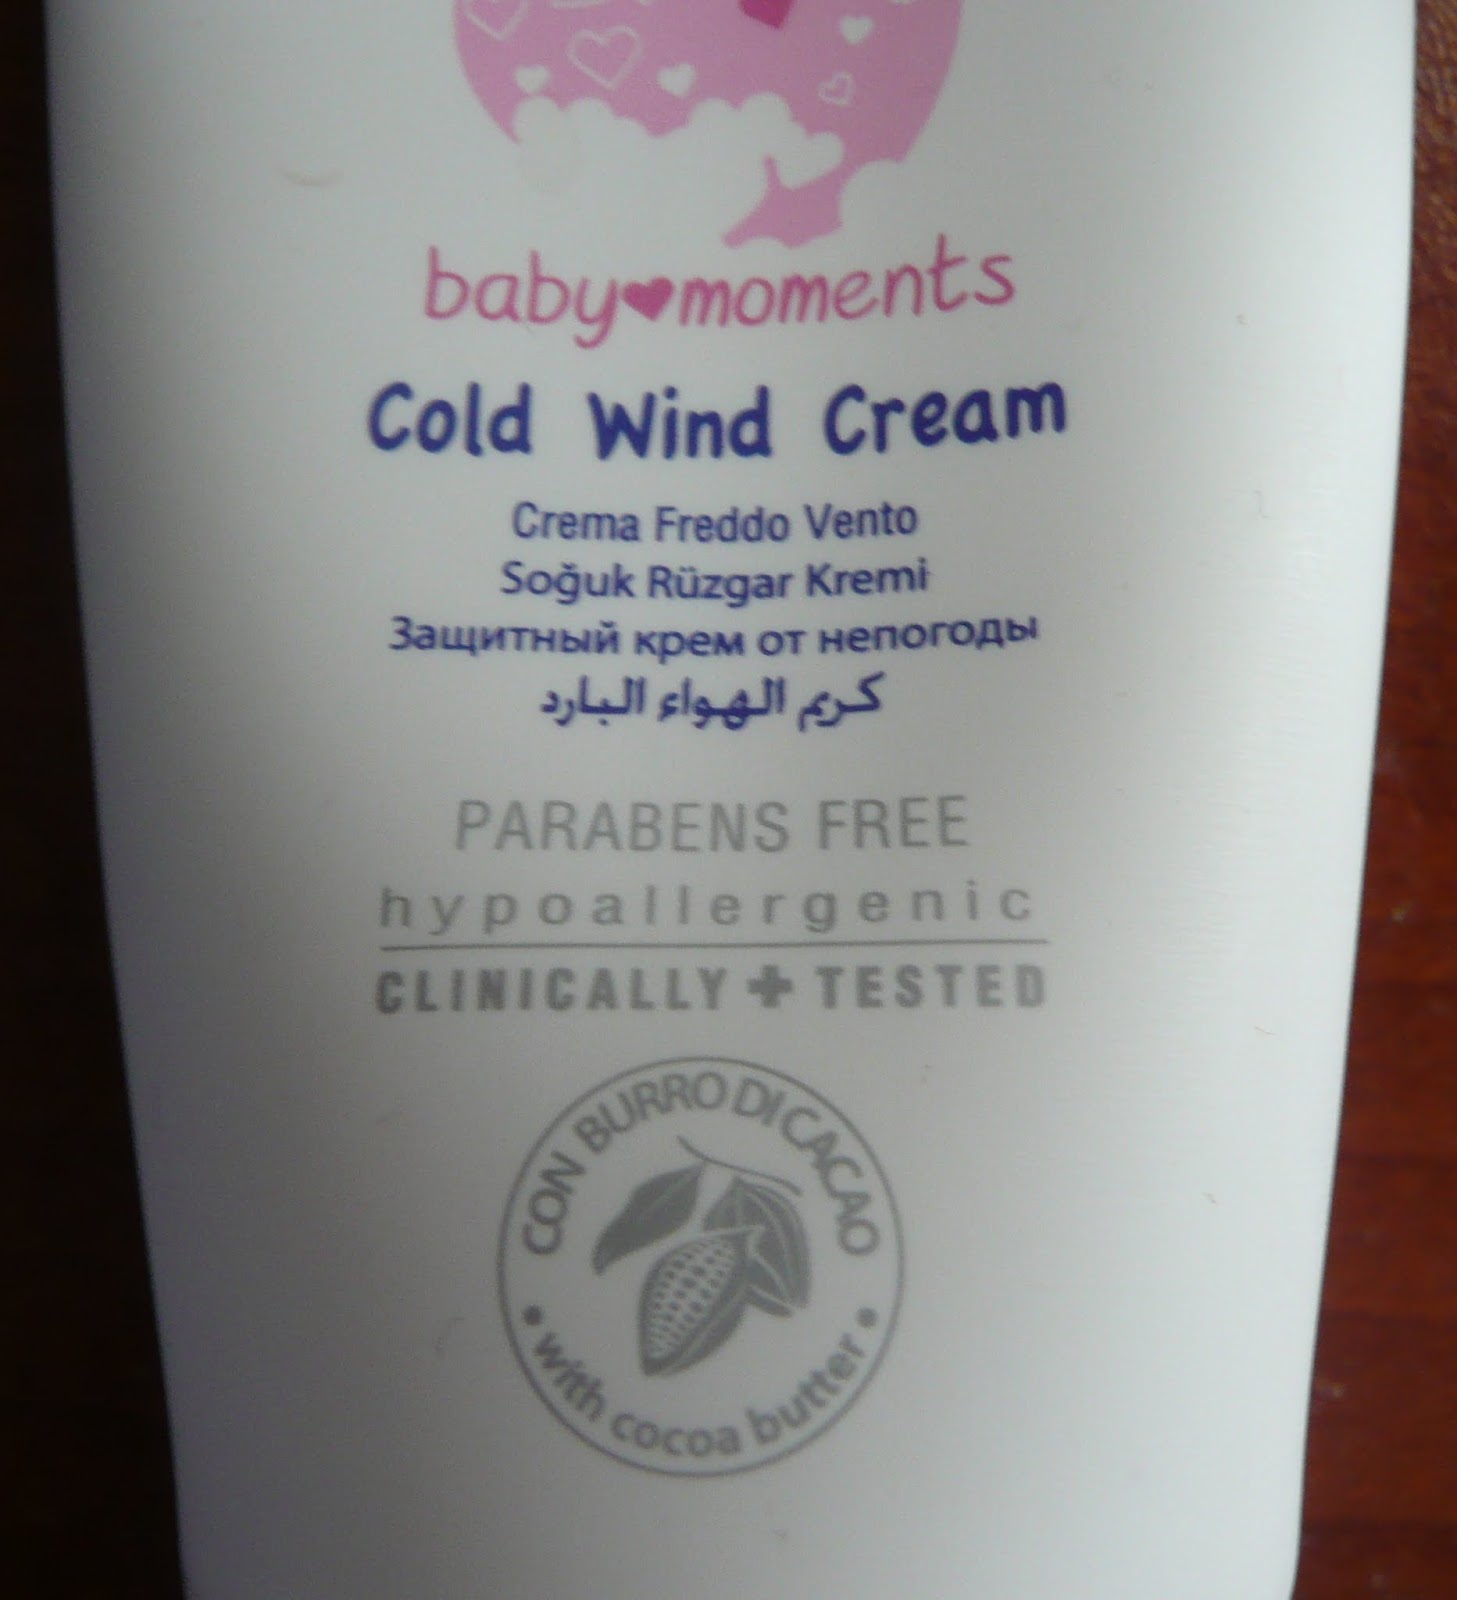 baby♥moments
Cold Wind Cream
Crema Freddo Vento
Soğuk Rüzgar Kremi
Защитный крем от непогоды
كريم الهواء البارد
PARABENS FREE
hypoallergenic
CLINICALLY + TESTED
CON BURRO DI CACAO
• with cocoa butter •